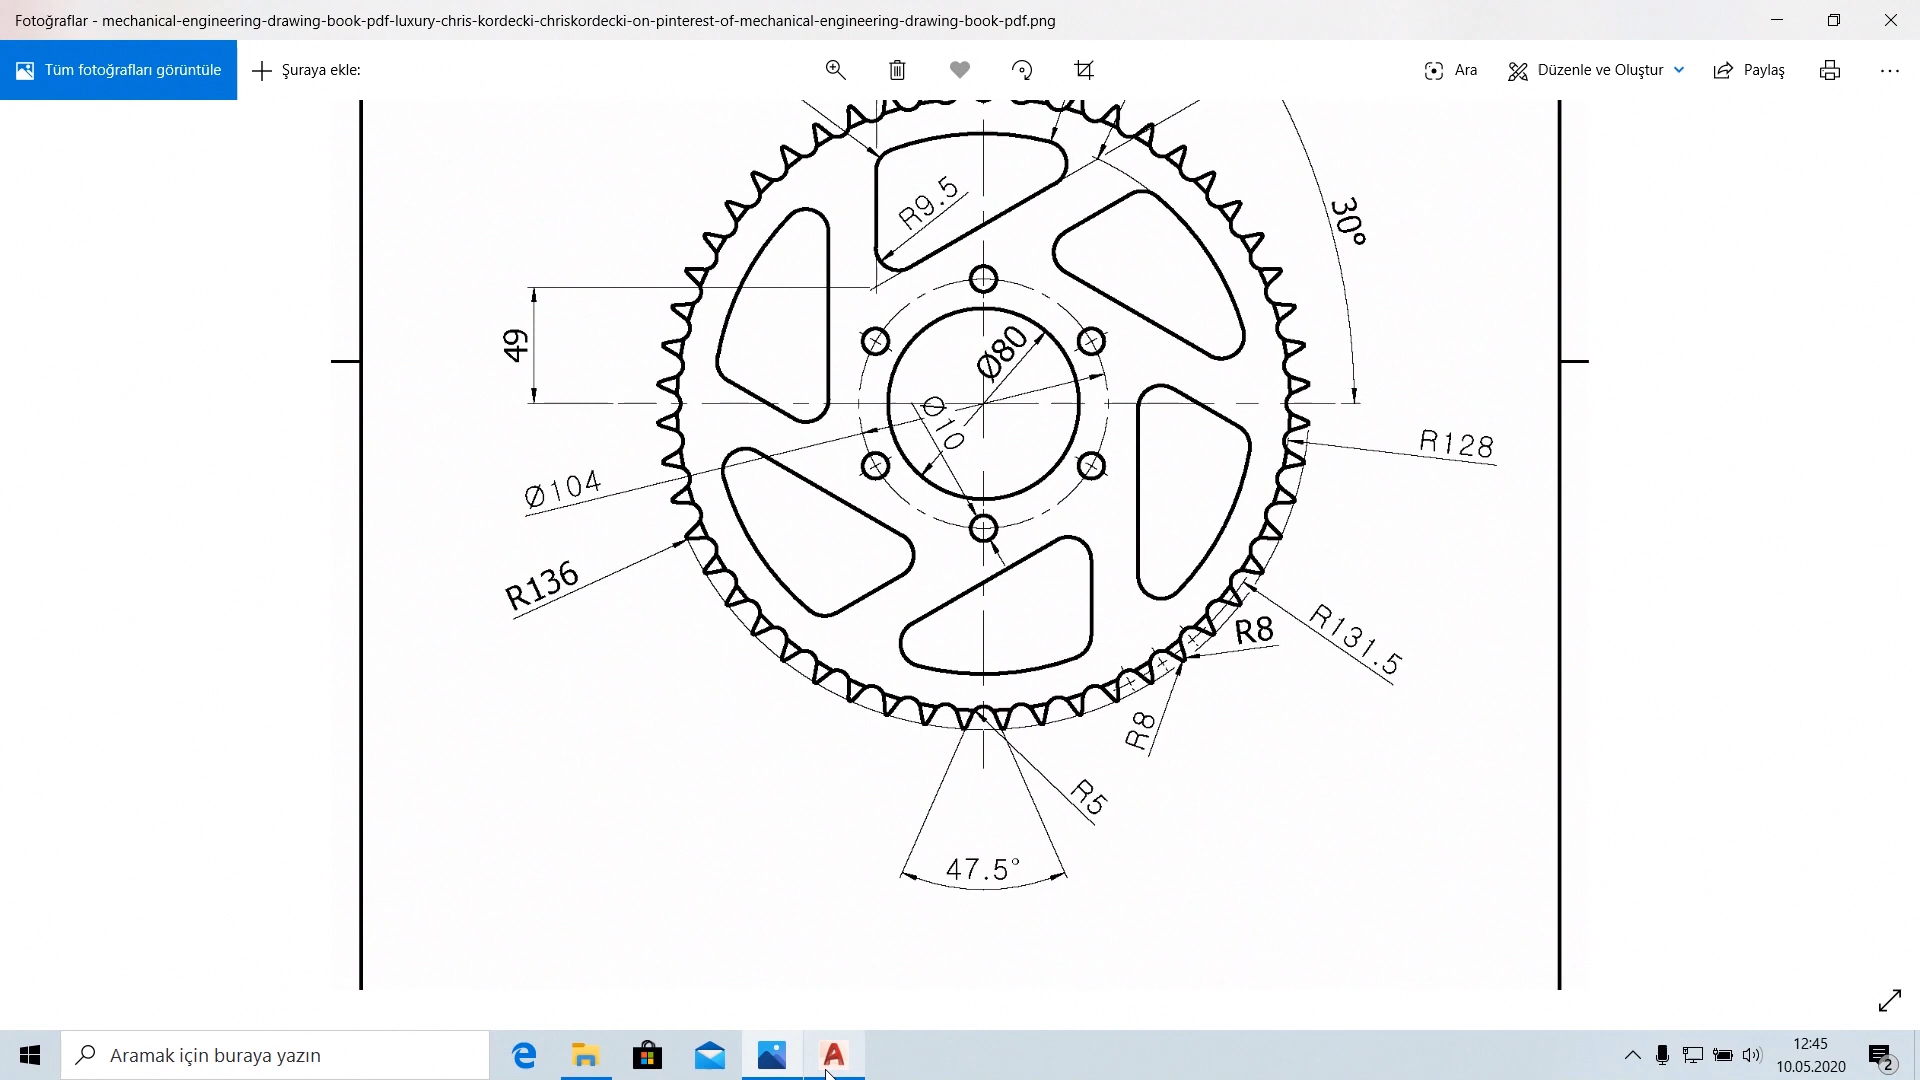 Fotoğraflar - mechanical-engineering-drawing-book-pdf-luxury-chris-kordecki-chriskordecki-on-pinterest-of-mechanical-engineering-drawing-book-pdf.png
Tüm fotoğrafları görüntüle
Şuraya ekle:
Ara
Düzenle ve Oluştur
Paylaş
R9.5
30°
49
Ø80
Ø10
R128
Ø104
R136
R131.5
R8
R8
R5
47.5°
Aramak için buraya yazın
12:45
10.05.2020
2